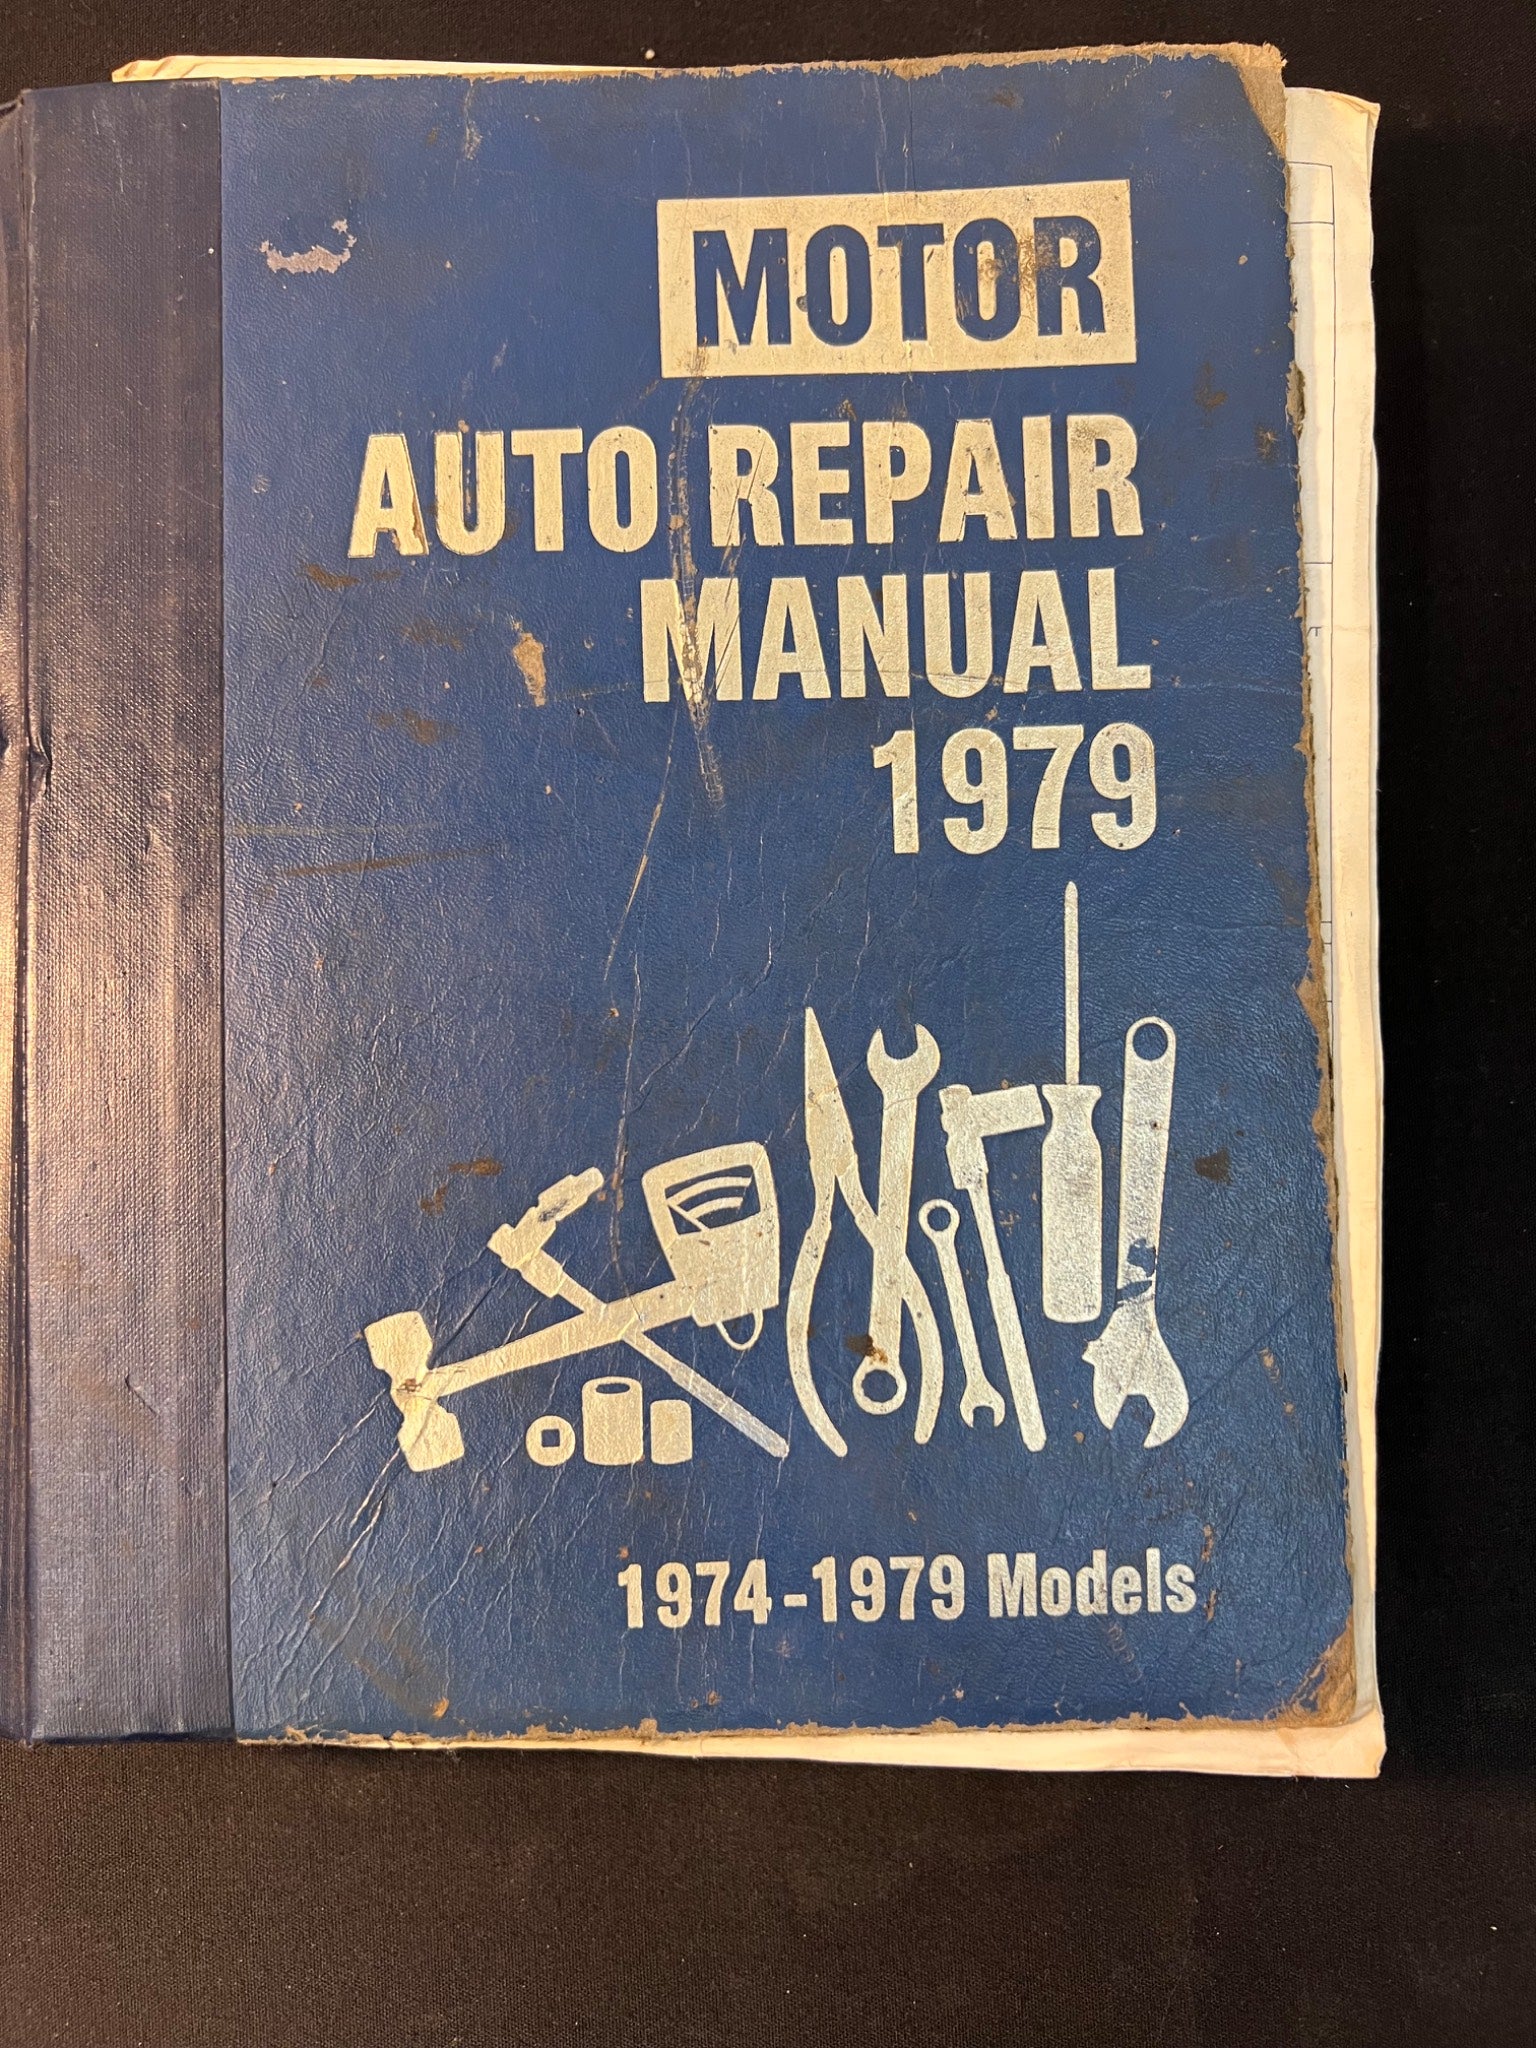 MOTOR
AUTO REPAIR
MANUAL
1979
1974-1979 Models